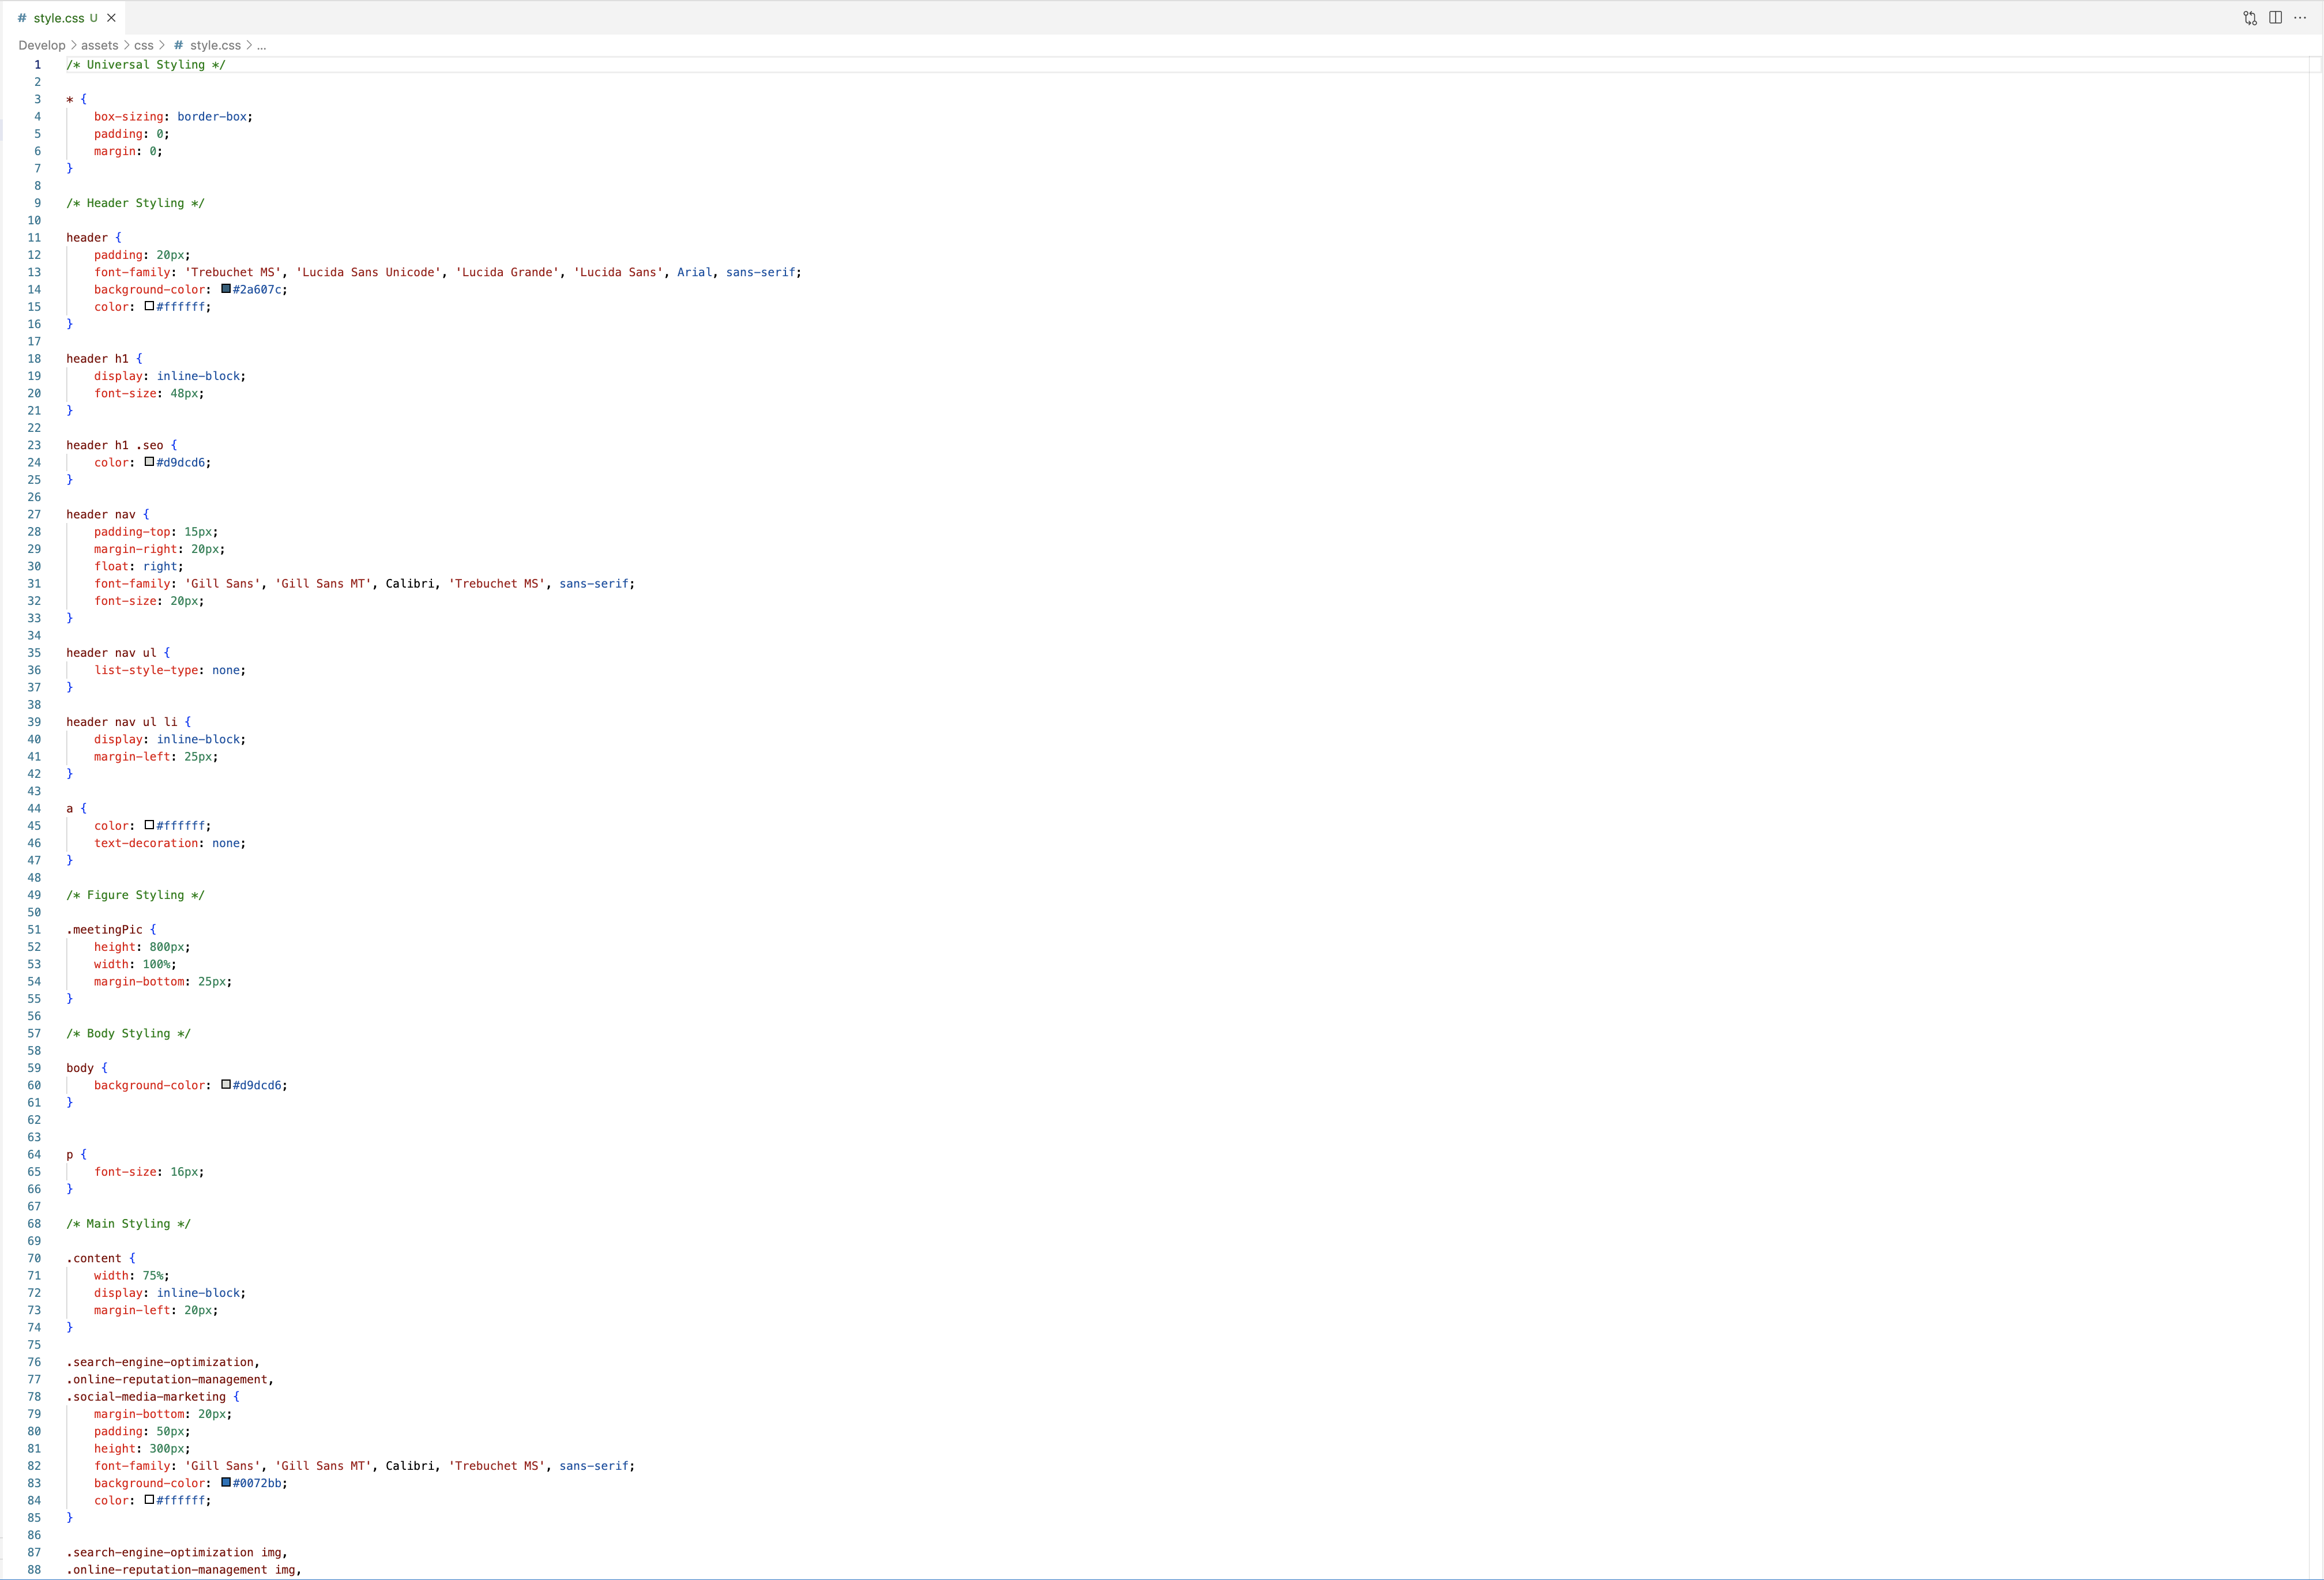 # style.css U ×
Develop > assets > css > # style.css > ...
1 /* Universal Styling */
2
3 * {
4     box-sizing: border-box;
5     padding: 0;
6     margin: 0;
7 }
8
9 /* Header Styling */
10
11 header {
12     padding: 20px;
13     font-family: 'Trebuchet MS', 'Lucida Sans Unicode', 'Lucida Grande', 'Lucida Sans', Arial, sans-serif;
14     background-color: #2a607c;
15     color: #ffffff;
16 }
17
18 header h1 {
19     display: inline-block;
20     font-size: 48px;
21 }
22
23 header h1 .seo {
24     color: #d9dcd6;
25 }
26
27 header nav {
28     padding-top: 15px;
29     margin-right: 20px;
30     float: right;
31     font-family: 'Gill Sans', 'Gill Sans MT', Calibri, 'Trebuchet MS', sans-serif;
32     font-size: 20px;
33 }
34
35 header nav ul {
36     list-style-type: none;
37 }
38
39 header nav ul li {
40     display: inline-block;
41     margin-left: 25px;
42 }
43
44 a {
45     color: #ffffff;
46     text-decoration: none;
47 }
48
49 /* Figure Styling */
50
51 .meetingPic {
52     height: 800px;
53     width: 100%;
54     margin-bottom: 25px;
55 }
56
57 /* Body Styling */
58
59 body {
60     background-color: #d9dcd6;
61 }
62
63
64 p {
65     font-size: 16px;
66 }
67
68 /* Main Styling */
69
70 .content {
71     width: 75%;
72     display: inline-block;
73     margin-left: 20px;
74 }
75
76 .search-engine-optimization,
77 .online-reputation-management,
78 .social-media-marketing {
79     margin-bottom: 20px;
80     padding: 50px;
81     height: 300px;
82     font-family: 'Gill Sans', 'Gill Sans MT', Calibri, 'Trebuchet MS', sans-serif;
83     background-color: #0072bb;
84     color: #ffffff;
85 }
86
87 .search-engine-optimization img,
88 .online-reputation-management img,